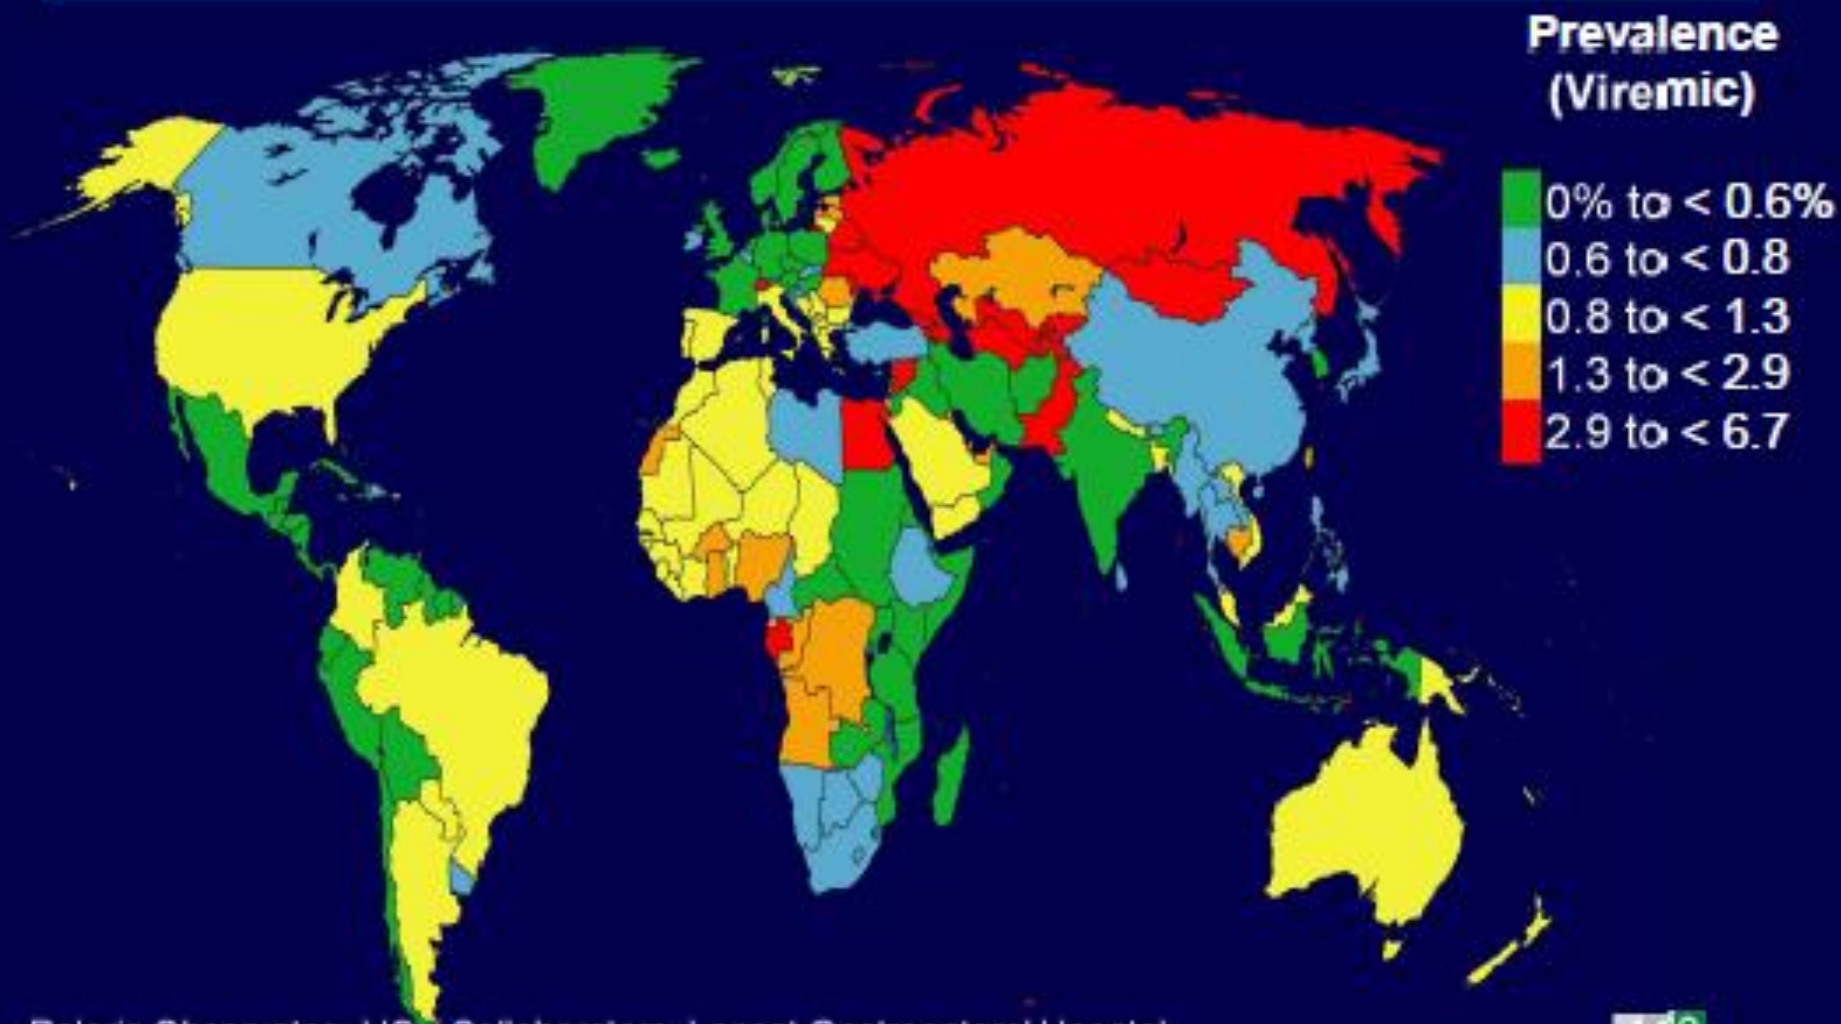 Prevalence
(Viremic)
0% to < 0.6%
0.6 to < 0.8
0.8 to < 1.3
1.3 to < 2.9
2.9 to < 6.7